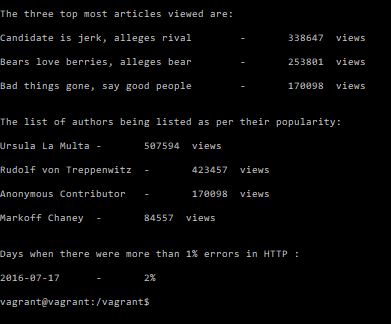 The three top most articles viewed are:
Candidate is jerk, alleges rival - 338647 views
Bears love berries, alleges bear - 253801 views
Bad things gone, say good people - 170098 views
The list of authors being listed as per their popularity:
Ursula La Multa - 507594 views
Rudolf von Treppenwitz - 423457 views
Anonymous Contributor - 170098 views
Markoff Chaney - 84557 views
Days when there were more than 1% errors in HTTP :
2016-07-17 - 2%
vagrant@vagrant:/vagrant$